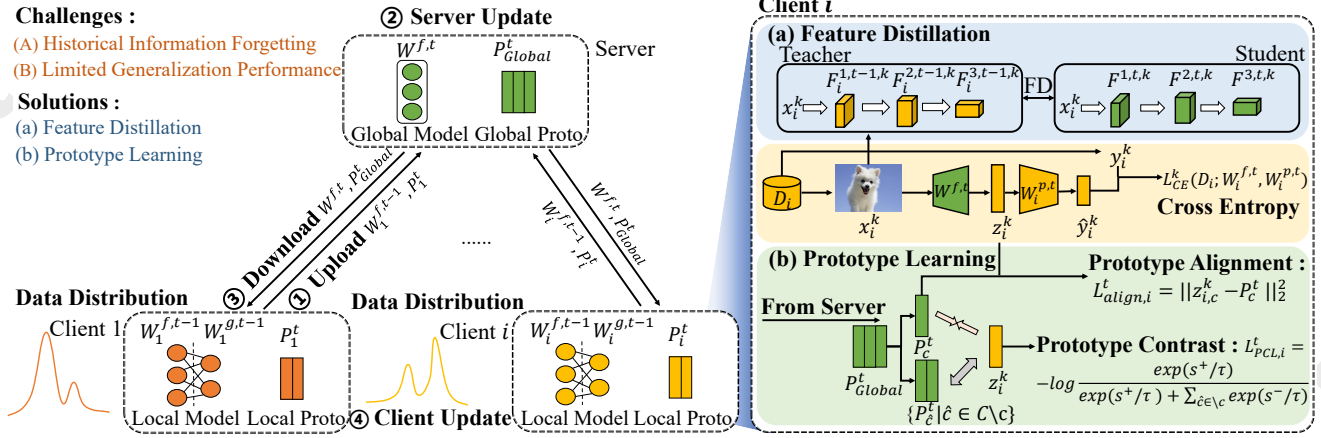 Challenges :
(A) Historical Information Forgetting
(B) Limited Generalization Performance
Solutions :
(a) Feature Distillation
(b) Prototype Learning
② Server Update
Server
W^{f,t} P^t_{Global}
Global Model Global Proto
③ Download W^{f,t}, P^t_{Global}
① Upload W_1^{f,t-1}, P_1^t
......
W^{f,t}, P^t_{Global}
W_i^{f,t-1}, P_i^t
Data Distribution
Client 1
W_1^{f,t-1} W_1^{g,t-1} P_1^t
Local Model Local Proto
Data Distribution
Client i
W_i^{f,t-1} W_i^{g,t-1} P_i^t
④ Client Update
Local Model Local Proto
Client i
(a) Feature Distillation
Teacher
F_i^{1,t-1,k} F_i^{2,t-1,k} F_i^{3,t-1,k}
x_i^k
FD
Student
F^{1,t,k} F^{2,t,k} F^{3,t,k}
x_i^k
y_i^k
D_i
x_i^k
W^{f,t}
z_i^k
W_i^{p,t}
ŷ_i^k
L_{CE}^k(D_i; W_i^{f,t}, W_i^{p,t})
Cross Entropy
(b) Prototype Learning
Prototype Alignment :
L^t_{align,i} = ||z^k_{i,c} − P_c^t||_2^2
From Server
P^t_{Global}
P_c^t
{P_ĉ^t|ĉ ∈ C\c}
z_i^k
Prototype Contrast : L^t_{PCL,i} =
−log exp(s^+/τ) / exp(s^+/τ) + ∑_{ĉ∈\c} exp(s^−/τ)